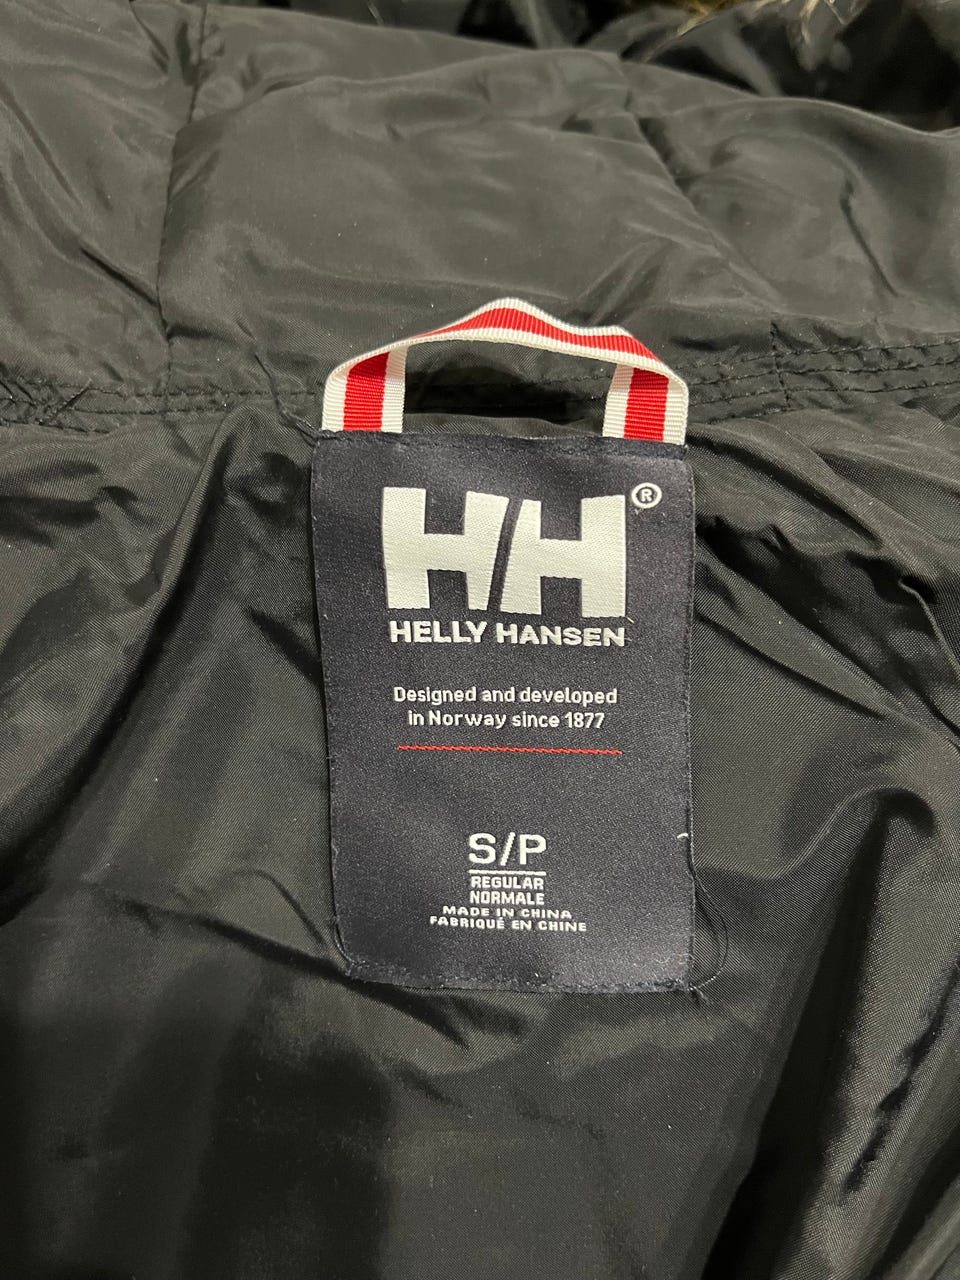 HH®
HELLY HANSEN
Designed and developed
in Norway since 1877
S/P
REGULAR
NORMALE
MADE IN CHINA
FABRIQUÉ EN CHINE